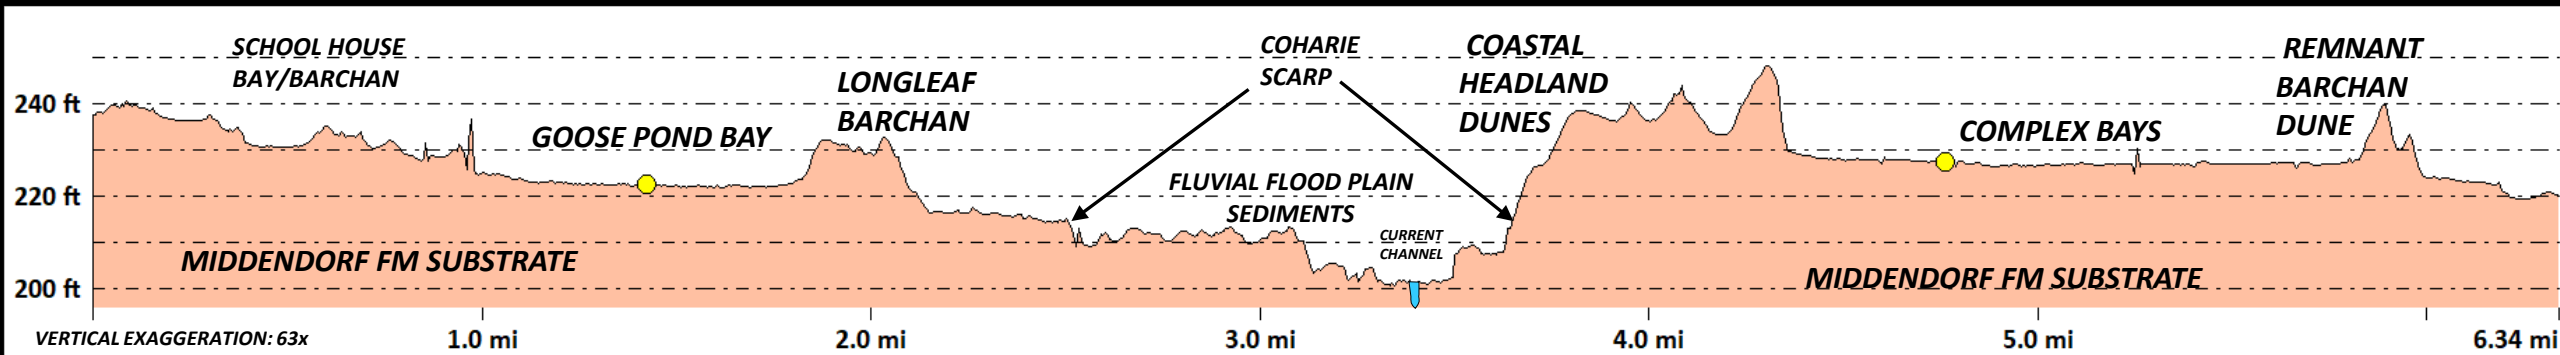 SCHOOL HOUSE
BAY/BARCHAN
GOOSE POND BAY
LONGLEAF
BARCHAN
COHARIE
SCARP
FLUVIAL FLOOD PLAIN
SEDIMENTS
CURRENT
CHANNEL
COASTAL
HEADLAND
DUNES
COMPLEX BAYS
REMNANT
BARCHAN
DUNE
240 ft
220 ft
200 ft
MIDDENDORF FM SUBSTRATE
MIDDENDORF FM SUBSTRATE
VERTICAL EXAGGERATION: 63x
1.0 mi
2.0 mi
3.0 mi
4.0 mi
5.0 mi
6.34 mi